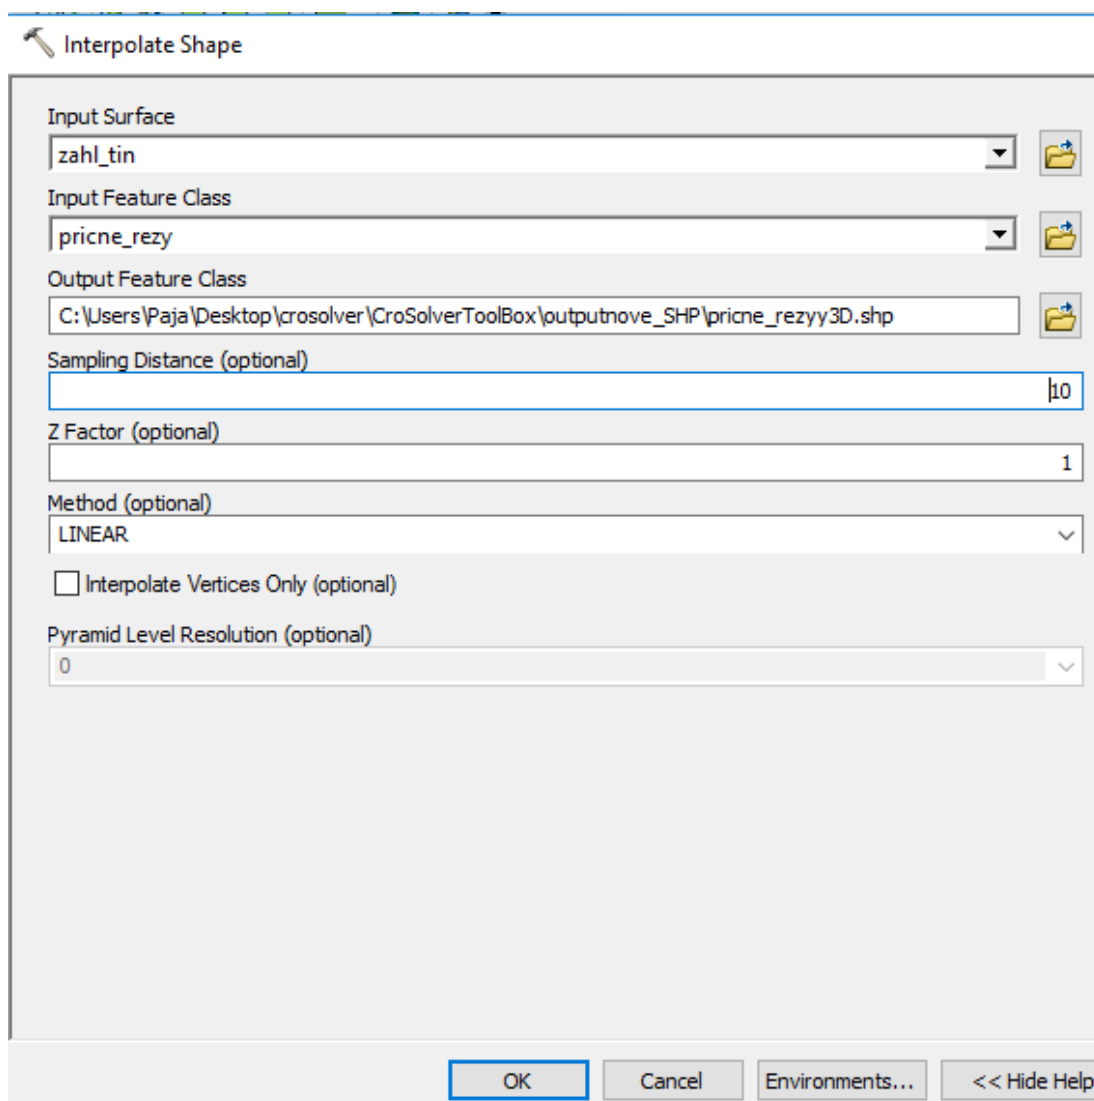 Interpolate Shape
Input Surface
zahl_tin
Input Feature Class
pricne_rezy
Output Feature Class
C:\Users\Paja\Desktop\crosolver\CroSolverToolBox\outputnove_SHP\pricne_rezyy3D.shp
Sampling Distance (optional)
10
Z Factor (optional)
1
Method (optional)
LINEAR
Interpolate Vertices Only (optional)
Pyramid Level Resolution (optional)
0
OK Cancel Environments... << Hide Help